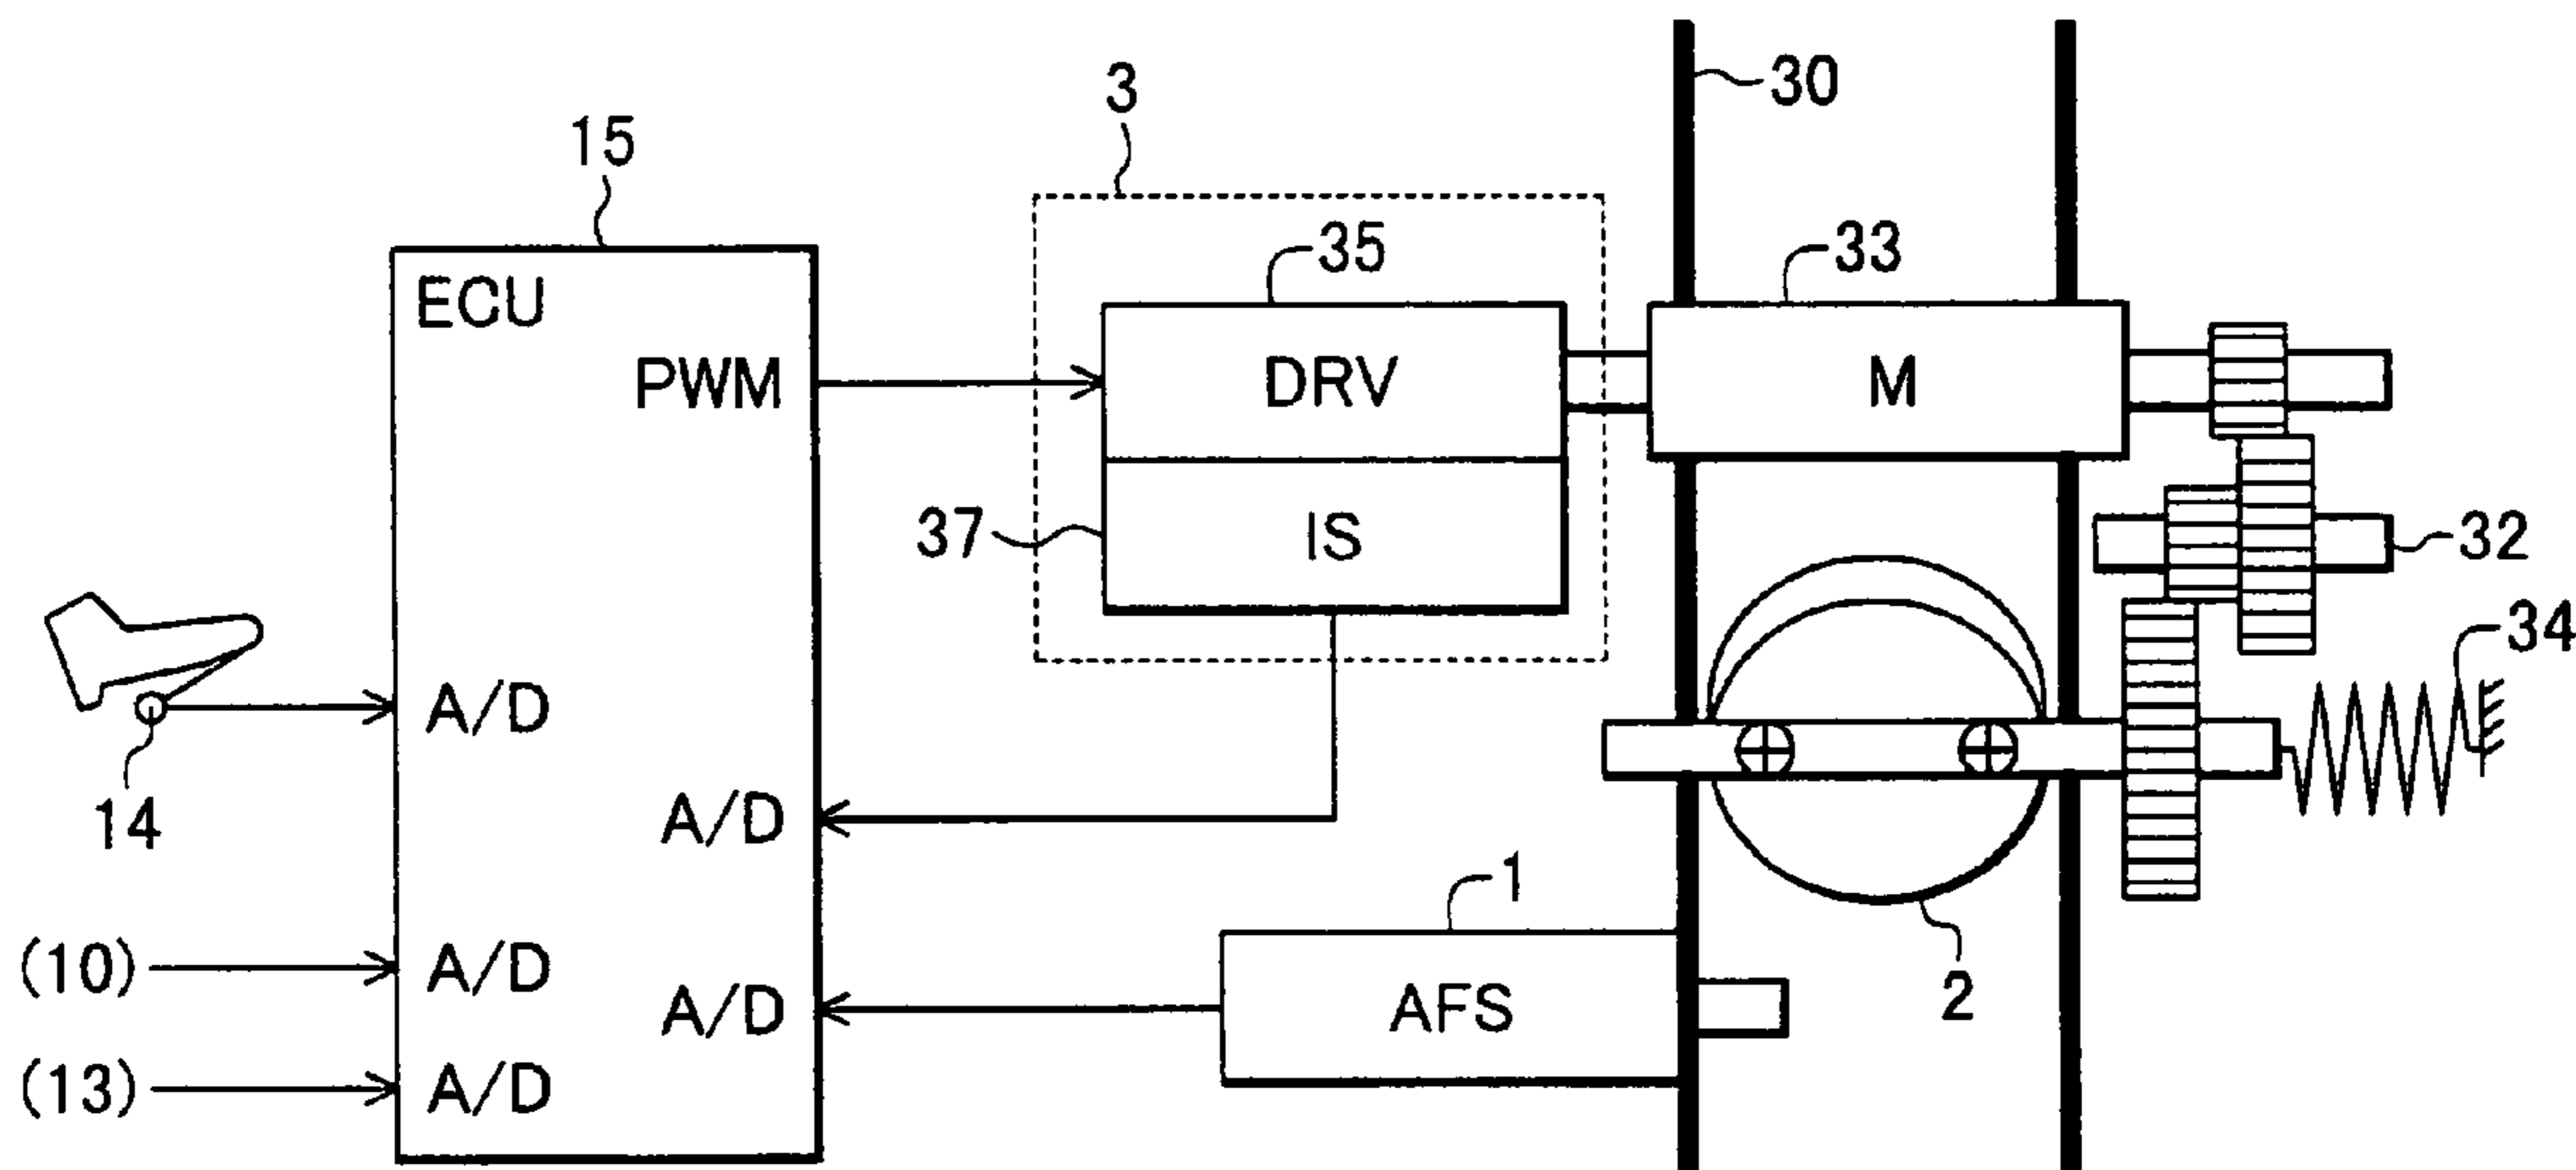 3
30
15
35
33
ECU
PWM
DRV
M
37
IS
32
34
A/D
14
A/D
1
2
(10)
A/D
A/D
AFS
(13)
A/D